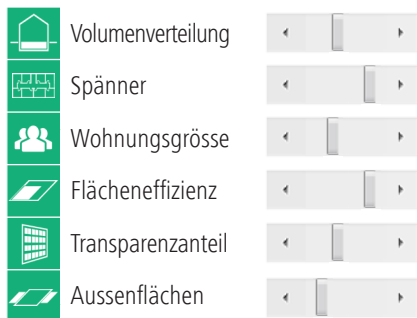 Volumenverteilung
Spänner
Wohnungsgrösse
Flächeneffizienz
Transparenzanteil
Aussenflächen